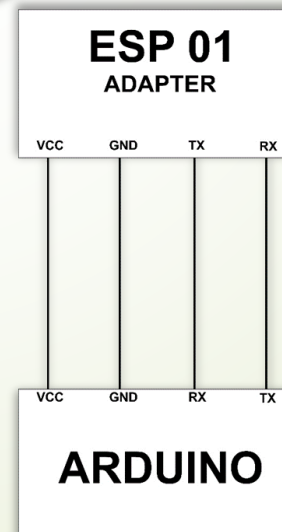 ESP 01
ADAPTER
VCC GND TX RX
VCC GND RX TX
ARDUINO